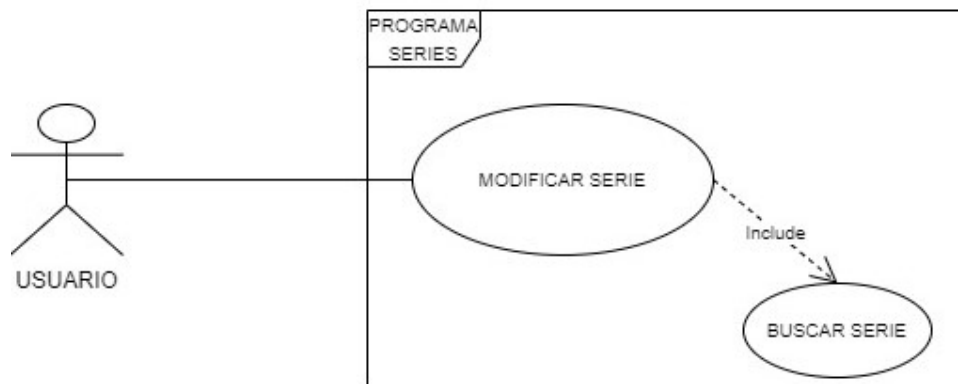 PROGRAMA
SERIES
MODIFICAR SERIE
Include
USUARIO
BUSCAR SERIE